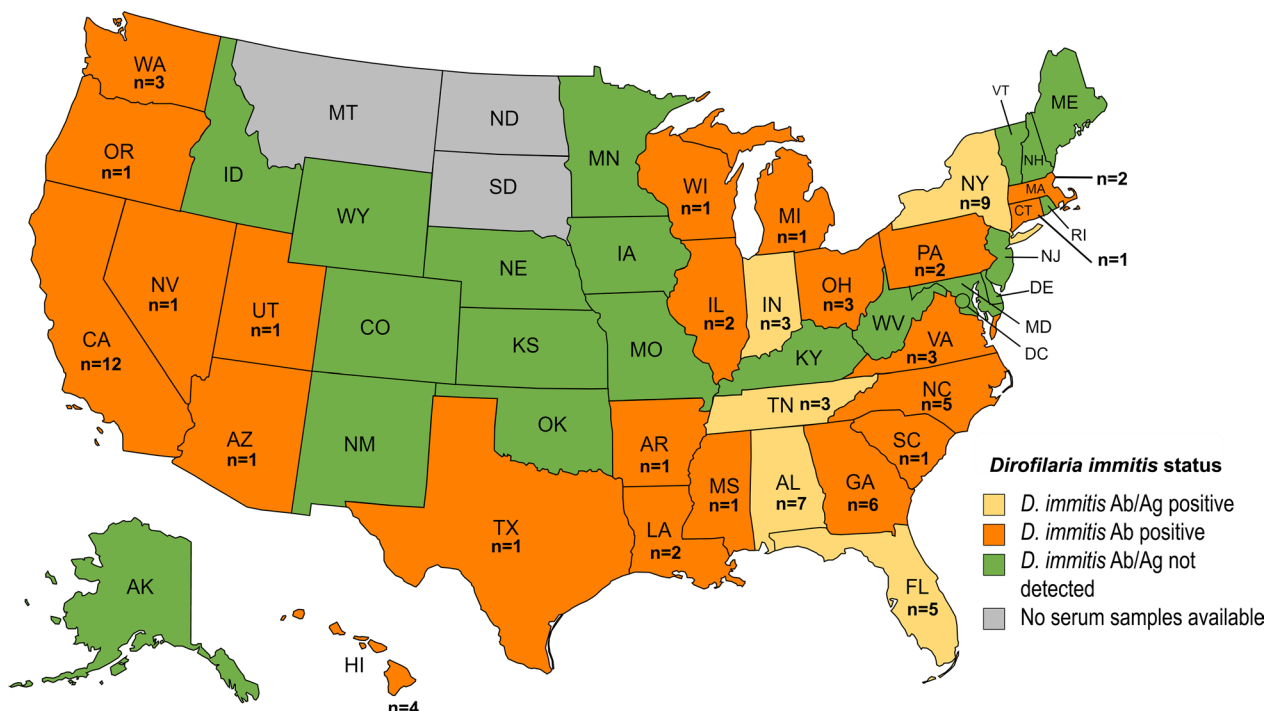 WA
n=3
MT
ND
MN
VT
ME
OR
n=1
ID
SD
WI
n=1
MI
n=1
NY
n=9
NH
MA
n=2
CT
RI
n=1
WY
NV
n=1
UT
n=1
CA
n=12
CO
NE
IA
KS
MO
IL
n=2
IN
n=3
OH
n=3
PA
n=2
NJ
DE
MD
DC
WV
VA
n=3
KY
NC
n=5
TN n=3
SC
n=1
AZ
n=1
NM
OK
AR
n=1
MS
n=1
AL
n=7
GA
n=6
TX
n=1
LA
n=2
FL
n=5
AK
HI
n=4
Dirofilaria immitis status
D. immitis Ab/Ag positive
D. immitis Ab positive
D. immitis Ab/Ag not
detected
No serum samples available